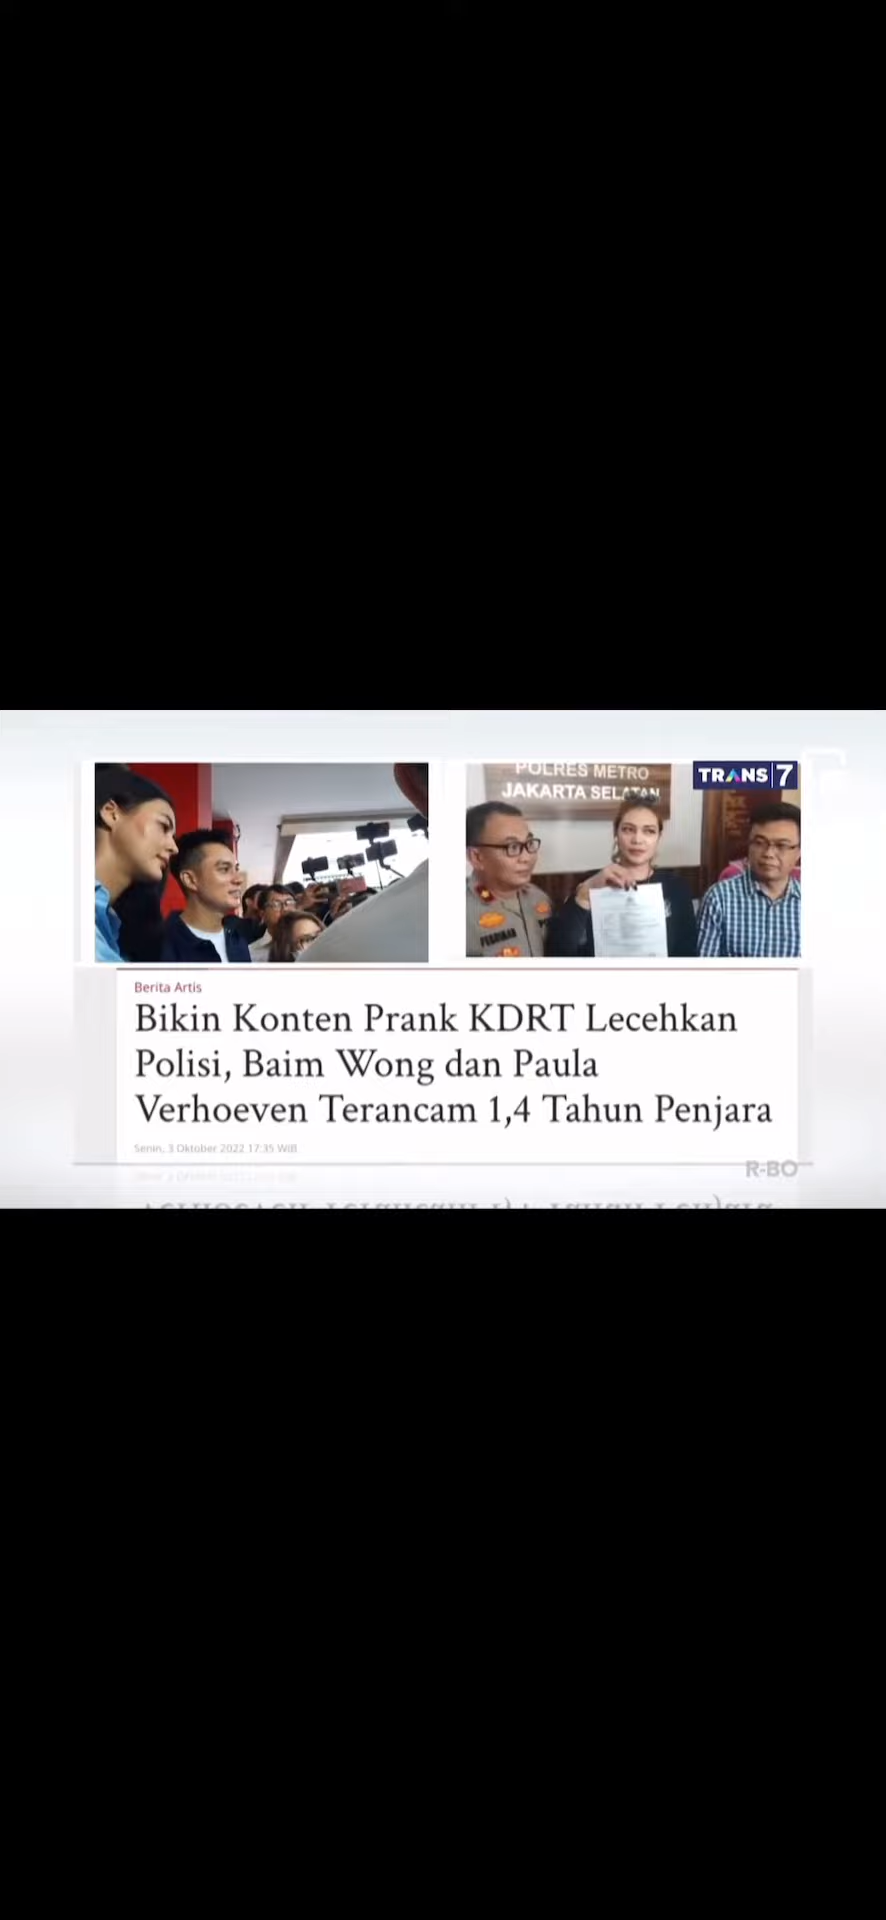 POLRES METRO
JAKARTA SELATAN
TRANS|7
Berita Artis
Bikin Konten Prank KDRT Lecehkan
Polisi, Baim Wong dan Paula
Verhoeven Terancam 1,4 Tahun Penjara
Senin, 3 Oktober 2022 17:35 WIB
R-BO